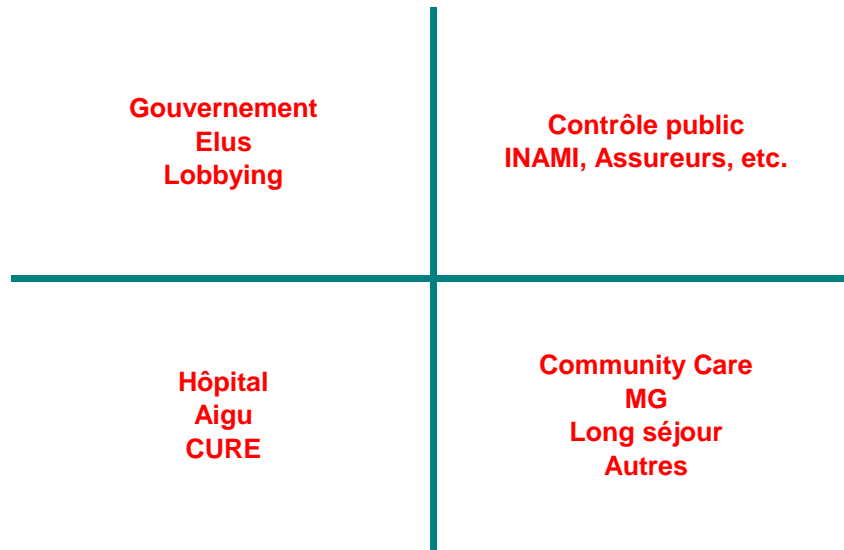 Gouvernement
Elus
Lobbying
Contrôle public
INAMI, Assureurs, etc.
Hôpital
Aigu
CURE
Community Care
MG
Long séjour
Autres